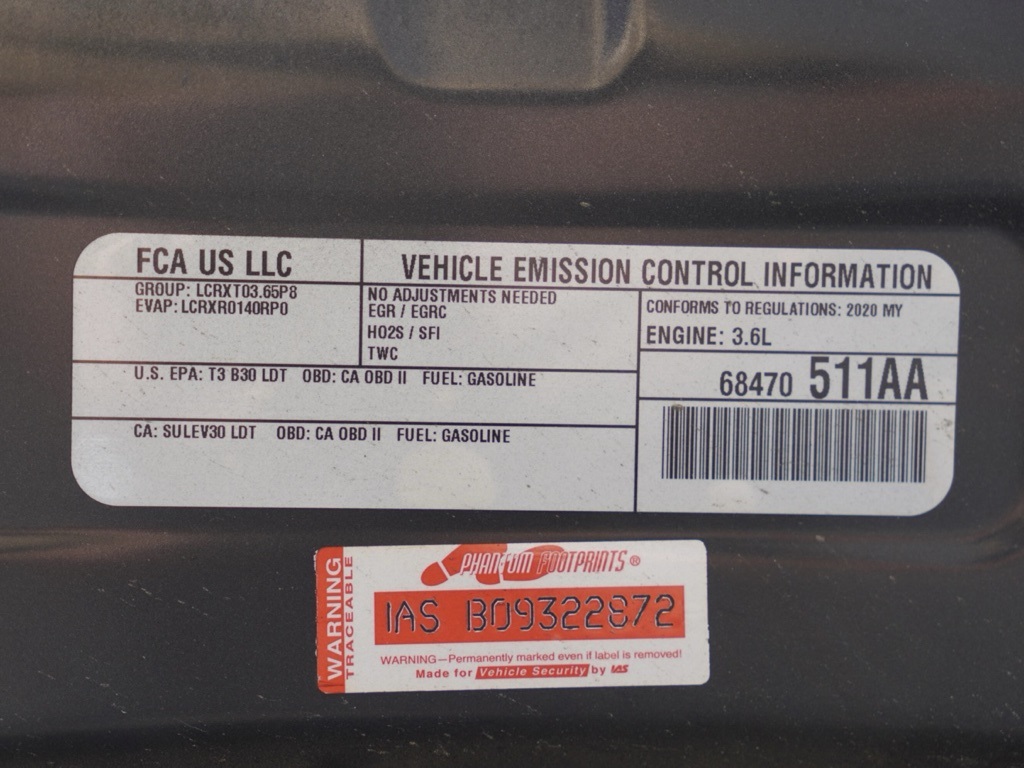 FCA US LLC
VEHICLE EMISSION CONTROL INFORMATION
GROUP: LCRXT03.65P8
EVAP: LCRXR0140RP0
NO ADJUSTMENTS NEEDED
EGR / EGRC
HO2S / SFI
TWC
CONFORMS TO REGULATIONS: 2020 MY
ENGINE: 3.6L
U.S. EPA: T3 B30 LDT OBD: CA OBD II FUEL: GASOLINE
68470 511AA
CA: SULEV30 LDT OBD: CA OBD II FUEL: GASOLINE
WARNING
TRACEABLE
PHANTOM FOOTPRINTS®
IAS B09322872
WARNING—Permanently marked even if label is removed!
Made for Vehicle Security by IAS